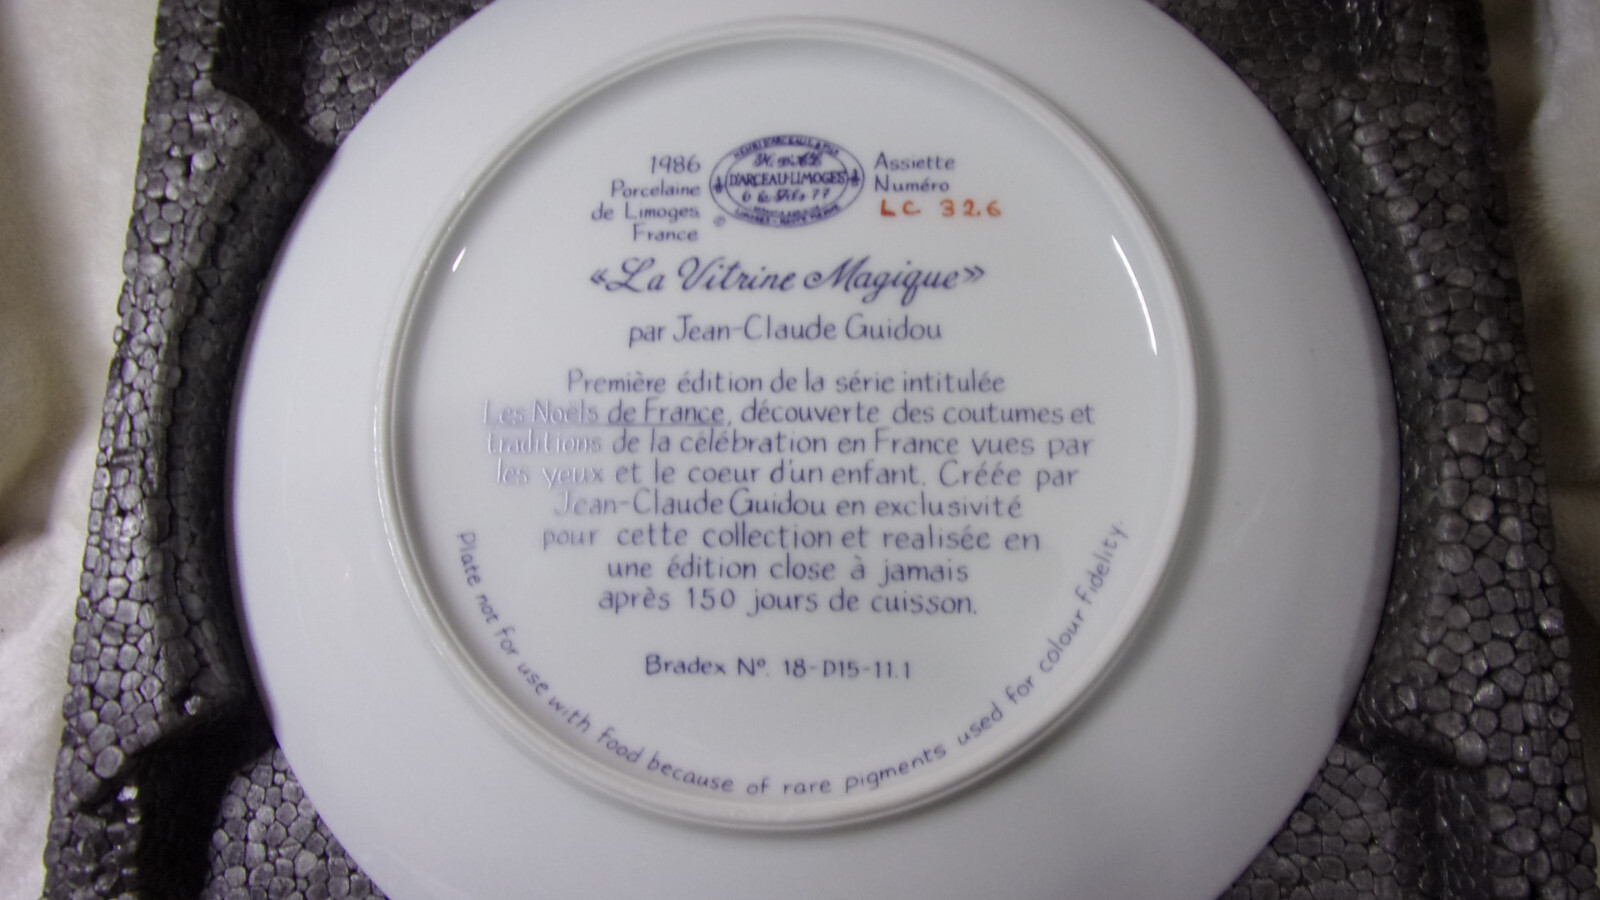 1986
Porcelaine
de Limoges
France
HENRI D'ARCEAU & FILS
D'ARCEAU-LIMOGES
Assiette
Numéro
LC 326
«La Vitrine Magique»
par Jean-Claude Guidou
Première édition de la série intitulée
Les Noëls de France, découverte des coutumes et
traditions de la célébration en France vues par
les yeux et le coeur d'un enfant. Créée par
Jean-Claude Guidou en exclusivité
pour cette collection et realisée en
une édition close à jamais
après 150 jours de cuisson.
Bradex Nº. 18-D15-11.1
Plate not for use with food because of rare pigments used for colour fidelity.